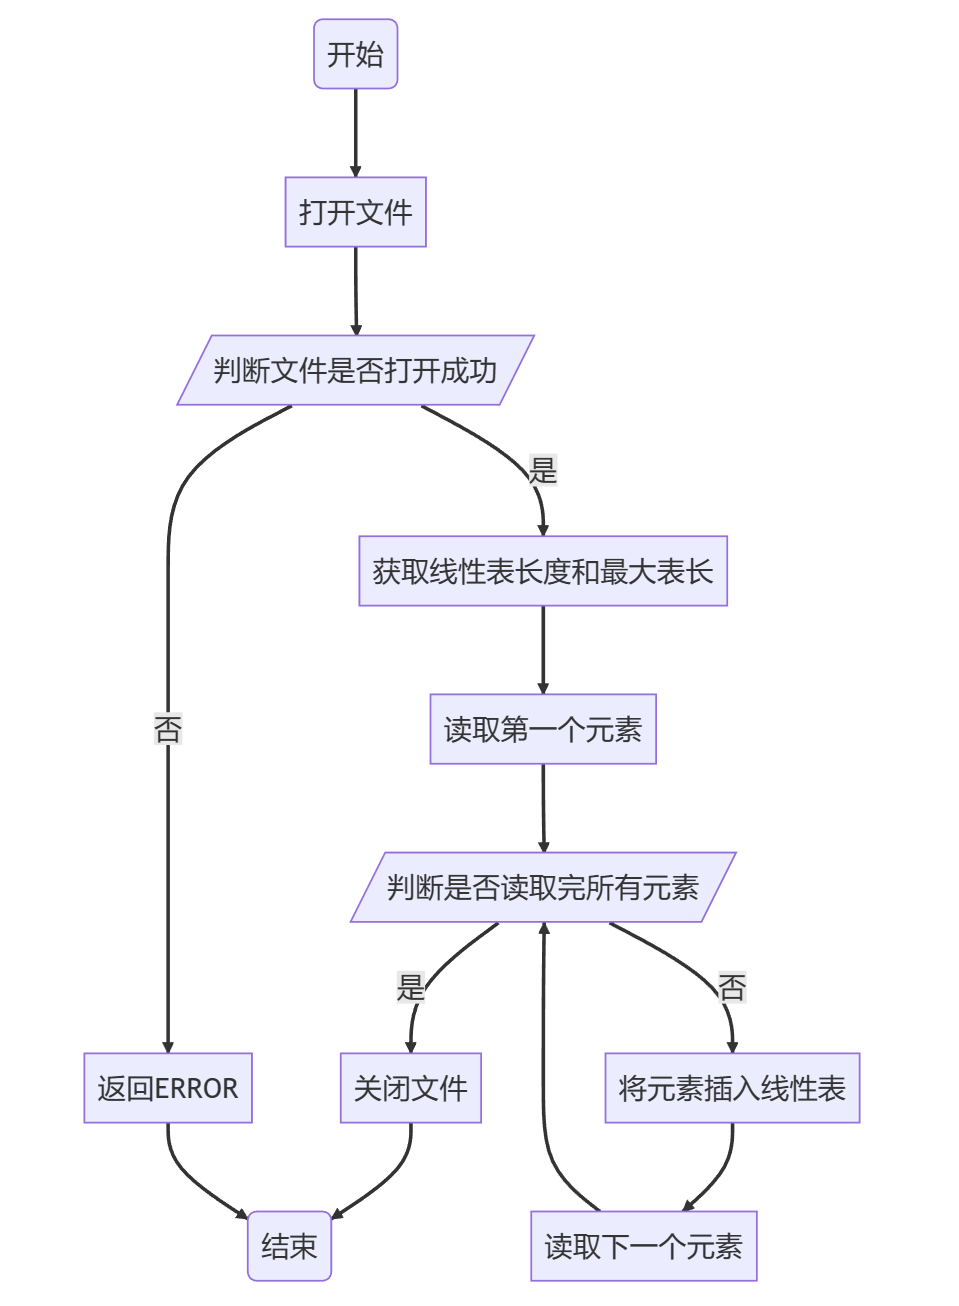 开始
打开文件
判断文件是否打开成功
是
获取线性表长度和最大表长
否
读取第一个元素
判断是否读取完所有元素
是
否
返回ERROR
关闭文件
将元素插入线性表
结束
读取下一个元素